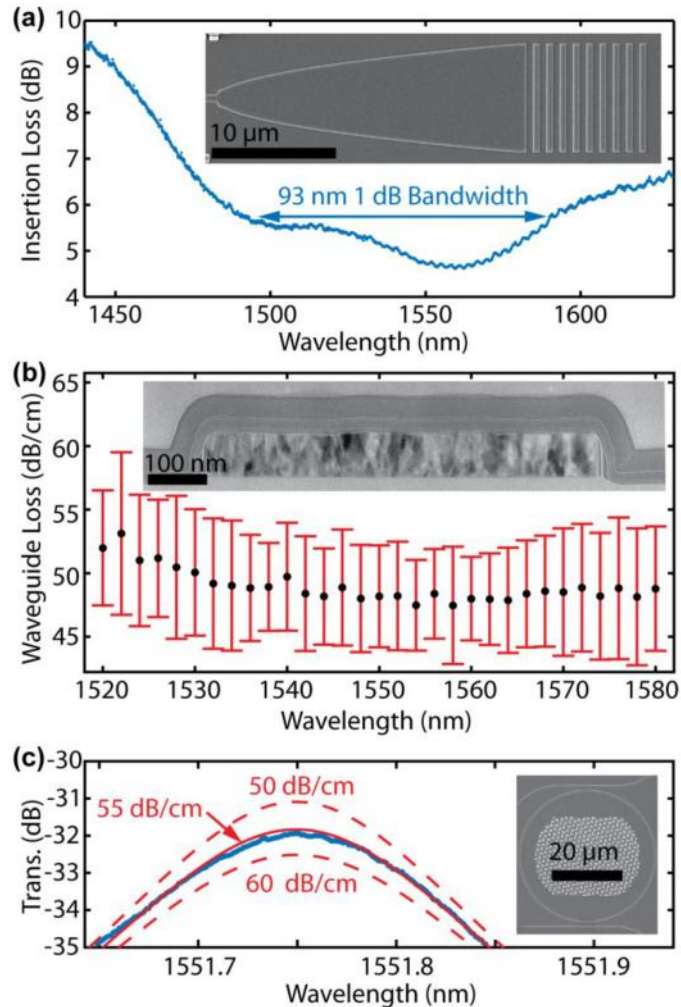 (a)
10
9
8
7
6
5
4
Insertion Loss (dB)
10 µm
93 nm 1 dB Bandwidth
1450 1500 1550 1600
Wavelength (nm)
(b)
65
60
55
50
45
Waveguide Loss (dB/cm)
100 nm
1520 1530 1540 1550 1560 1570 1580
Wavelength (nm)
(c)
-30
-31
-32
-33
-34
-35
Trans. (dB)
50 dB/cm
55 dB/cm
60 dB/cm
20 µm
1551.7 1551.8 1551.9
Wavelength (nm)